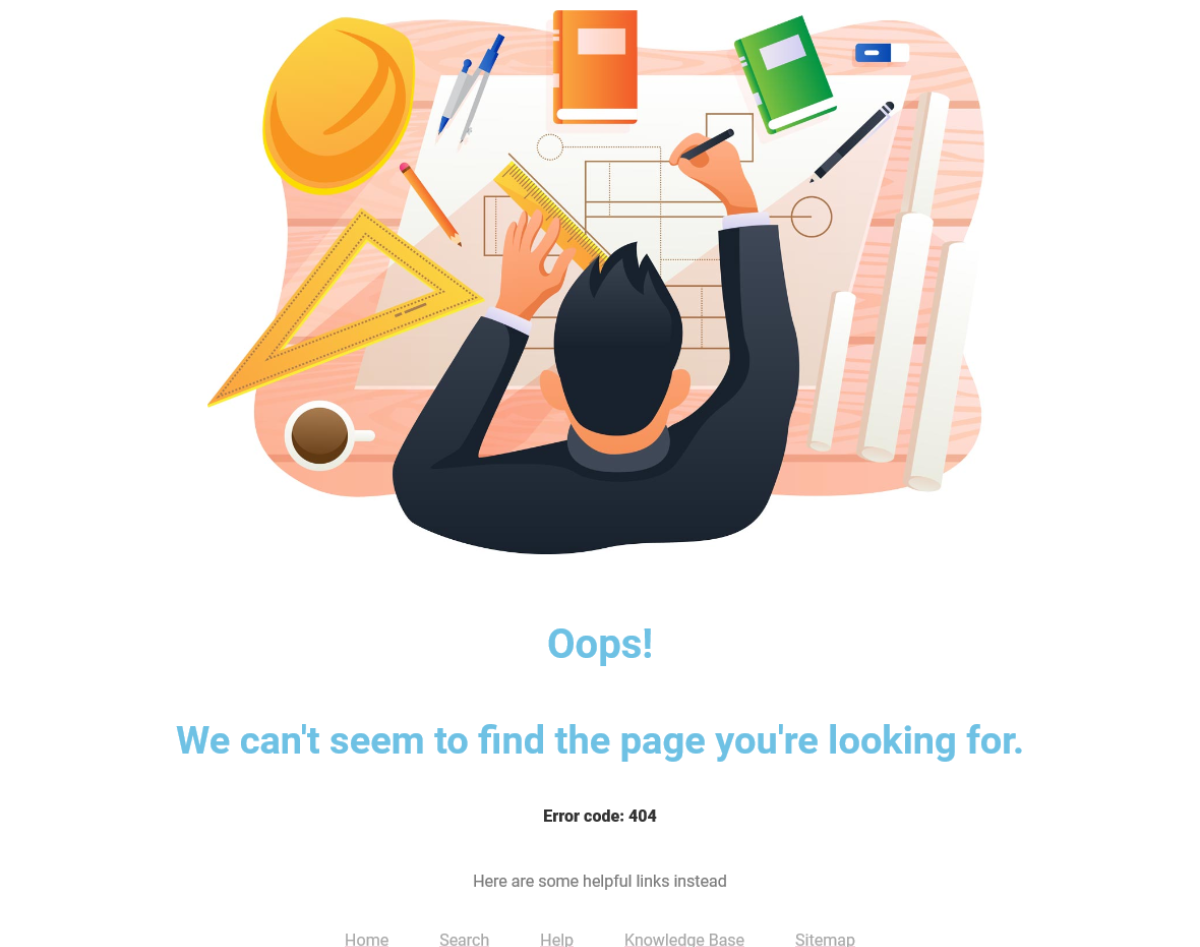 Oops!
We can't seem to find the page you're looking for.
Error code: 404
Here are some helpful links instead
Home Search Help Knowledge Base Sitemap